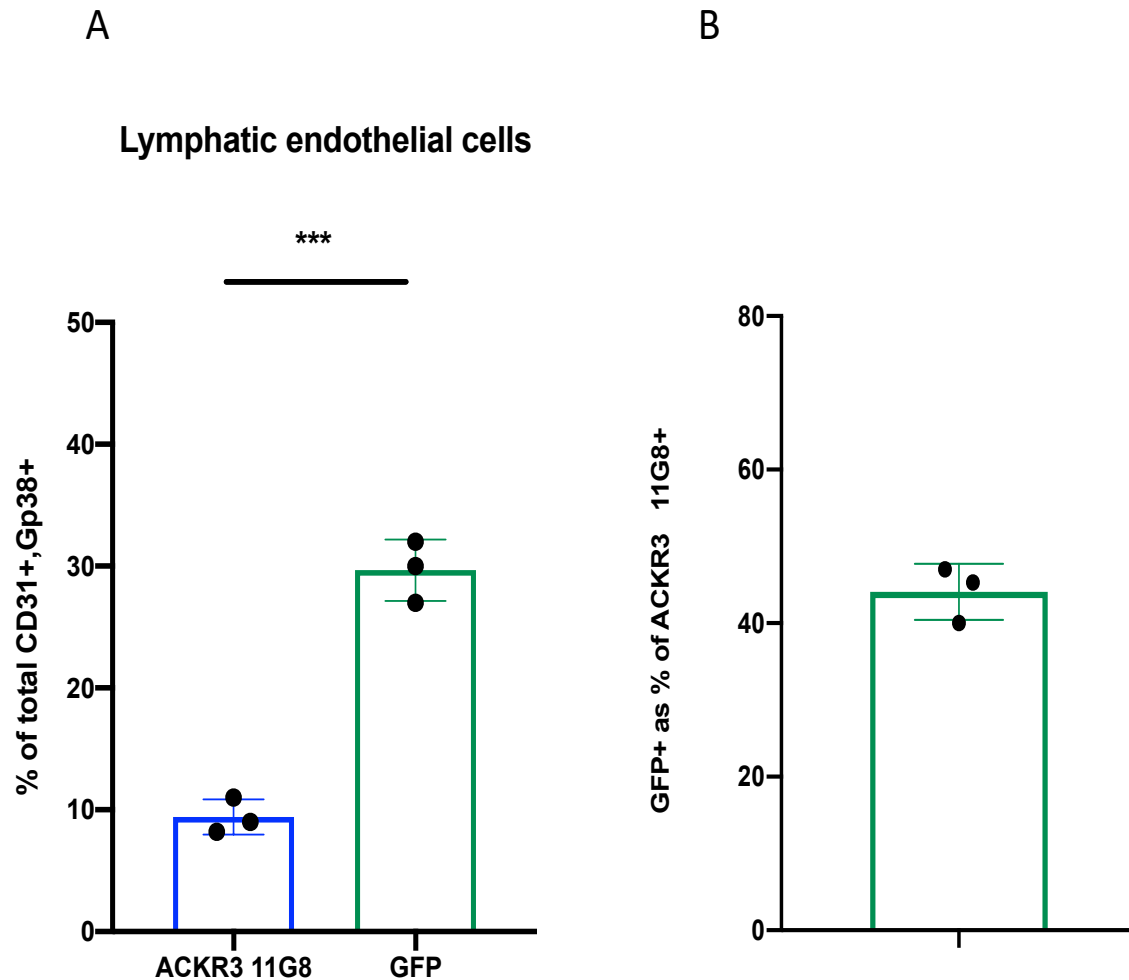 A
B
Lymphatic endothelial cells
***
50
40
30
20
10
0
% of total CD31+,Gp38+
ACKR3 11G8
GFP
80
60
40
20
0
GFP+ as % of ACKR3 11G8+